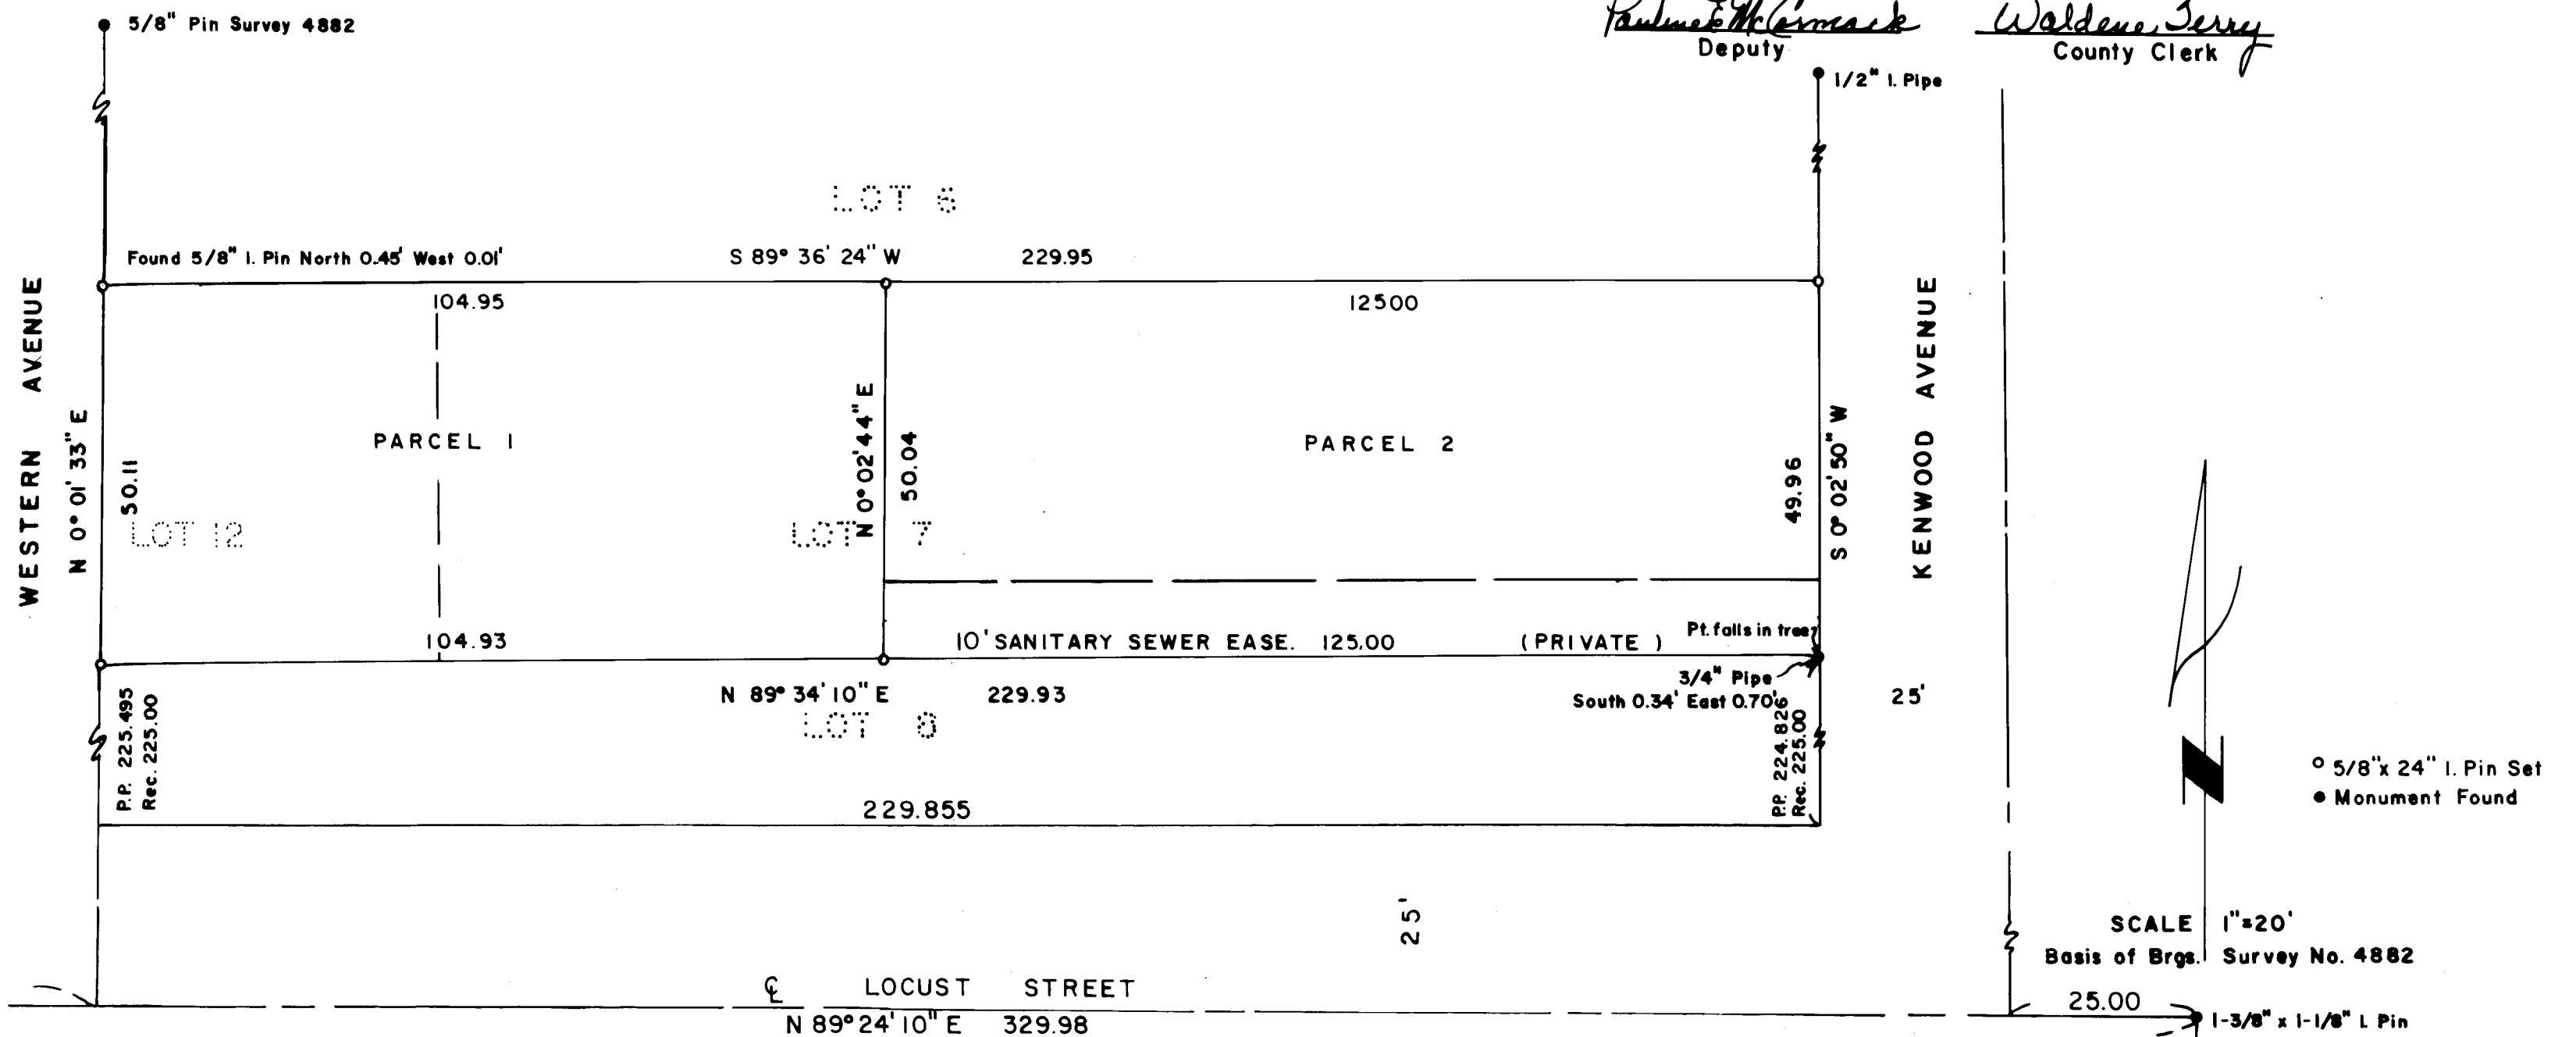 5/8" Pin Survey 4882
Pauline E McCormack
Deputy
Waldene Terry
County Clerk
1/2" I. Pipe
LOT 6
Found 5/8" I. Pin North 0.45' West 0.01'
S 89° 36' 24" W 229.95
104.95
12500
WESTERN AVENUE
N 0° 01' 33" E
50.11
PARCEL 1
N 0° 02' 44" E
50.04
PARCEL 2
49.96
S 0° 02' 50" W
KENWOOD AVENUE
LOT 12
LOT 7
104.93
10' SANITARY SEWER EASE. 125.00 (PRIVATE)
Pt. falls in tree
3/4" Pipe
South 0.34' East 0.70'
N 89° 34' 10" E 229.93
LOT 8
25'
P.P. 225.495
Rec. 225.00
P.P. 224.826
Rec. 225.00
229.855
5/8" x 24" I. Pin Set
Monument Found
N
25'
SCALE 1"=20'
Basis of Brgs. Survey No. 4882
℄ LOCUST STREET
N 89° 24' 10" E 329.98
25.00
1-3/8" x 1-1/8" I. Pin